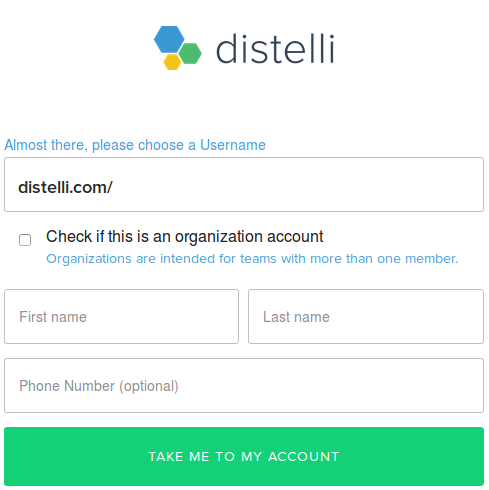 distelli
Almost there, please choose a Username
distelli.com/
Check if this is an organization account
Organizations are intended for teams with more than one member.
First name
Last name
Phone Number (optional)
TAKE ME TO MY ACCOUNT